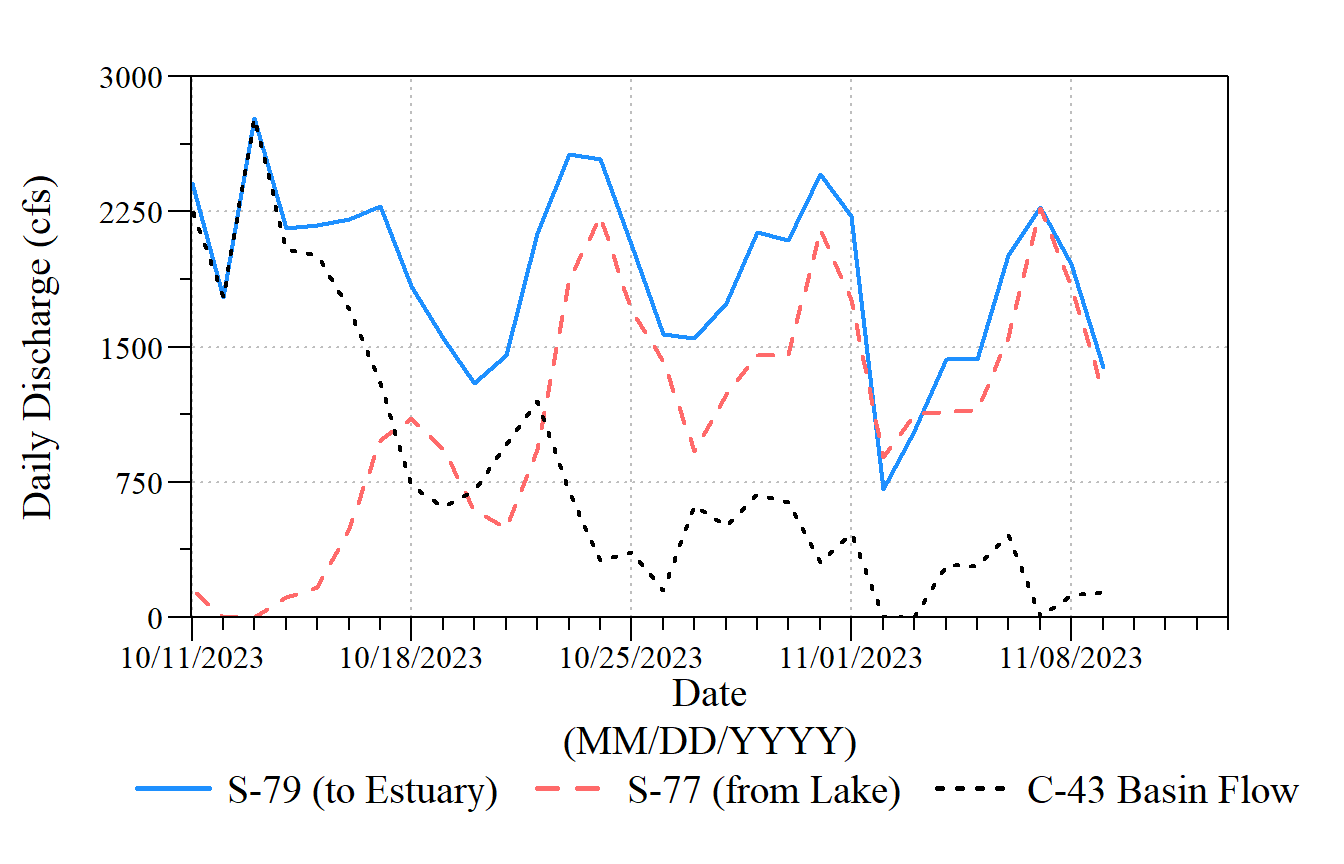 Daily Discharge (cfs)
3000
2250
1500
750
0
10/11/2023 10/18/2023 10/25/2023 11/01/2023 11/08/2023
Date
(MM/DD/YYYY)
S-79 (to Estuary) S-77 (from Lake) C-43 Basin Flow